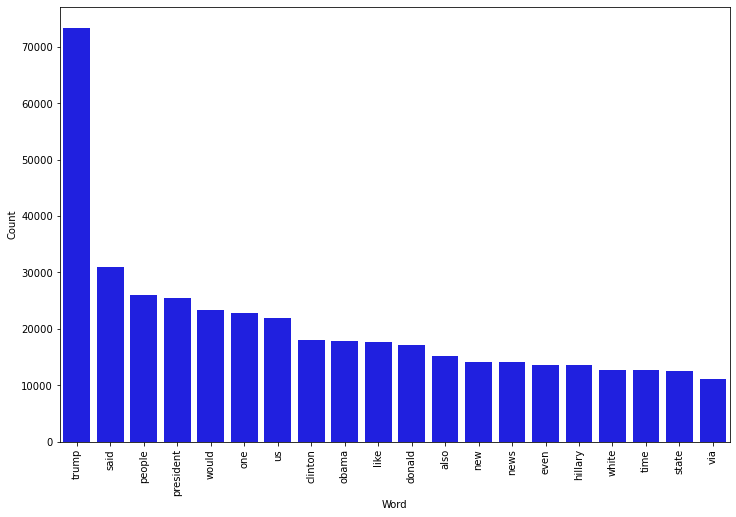 70000
60000
50000
40000
30000
20000
10000
0
Count
trump
said
people
president
would
one
us
clinton
obama
like
donald
also
new
news
even
hillary
white
time
state
via
Word